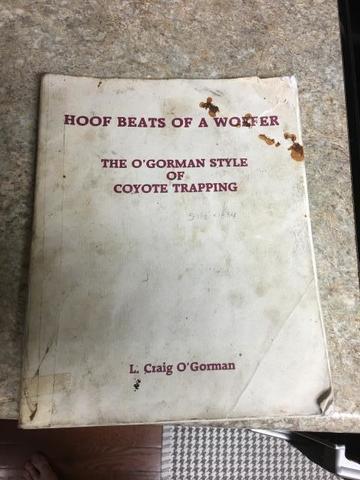 HOOF BEATS OF A WOLFER
THE O'GORMAN STYLE
OF
COYOTE TRAPPING
L. Craig O'Gorman